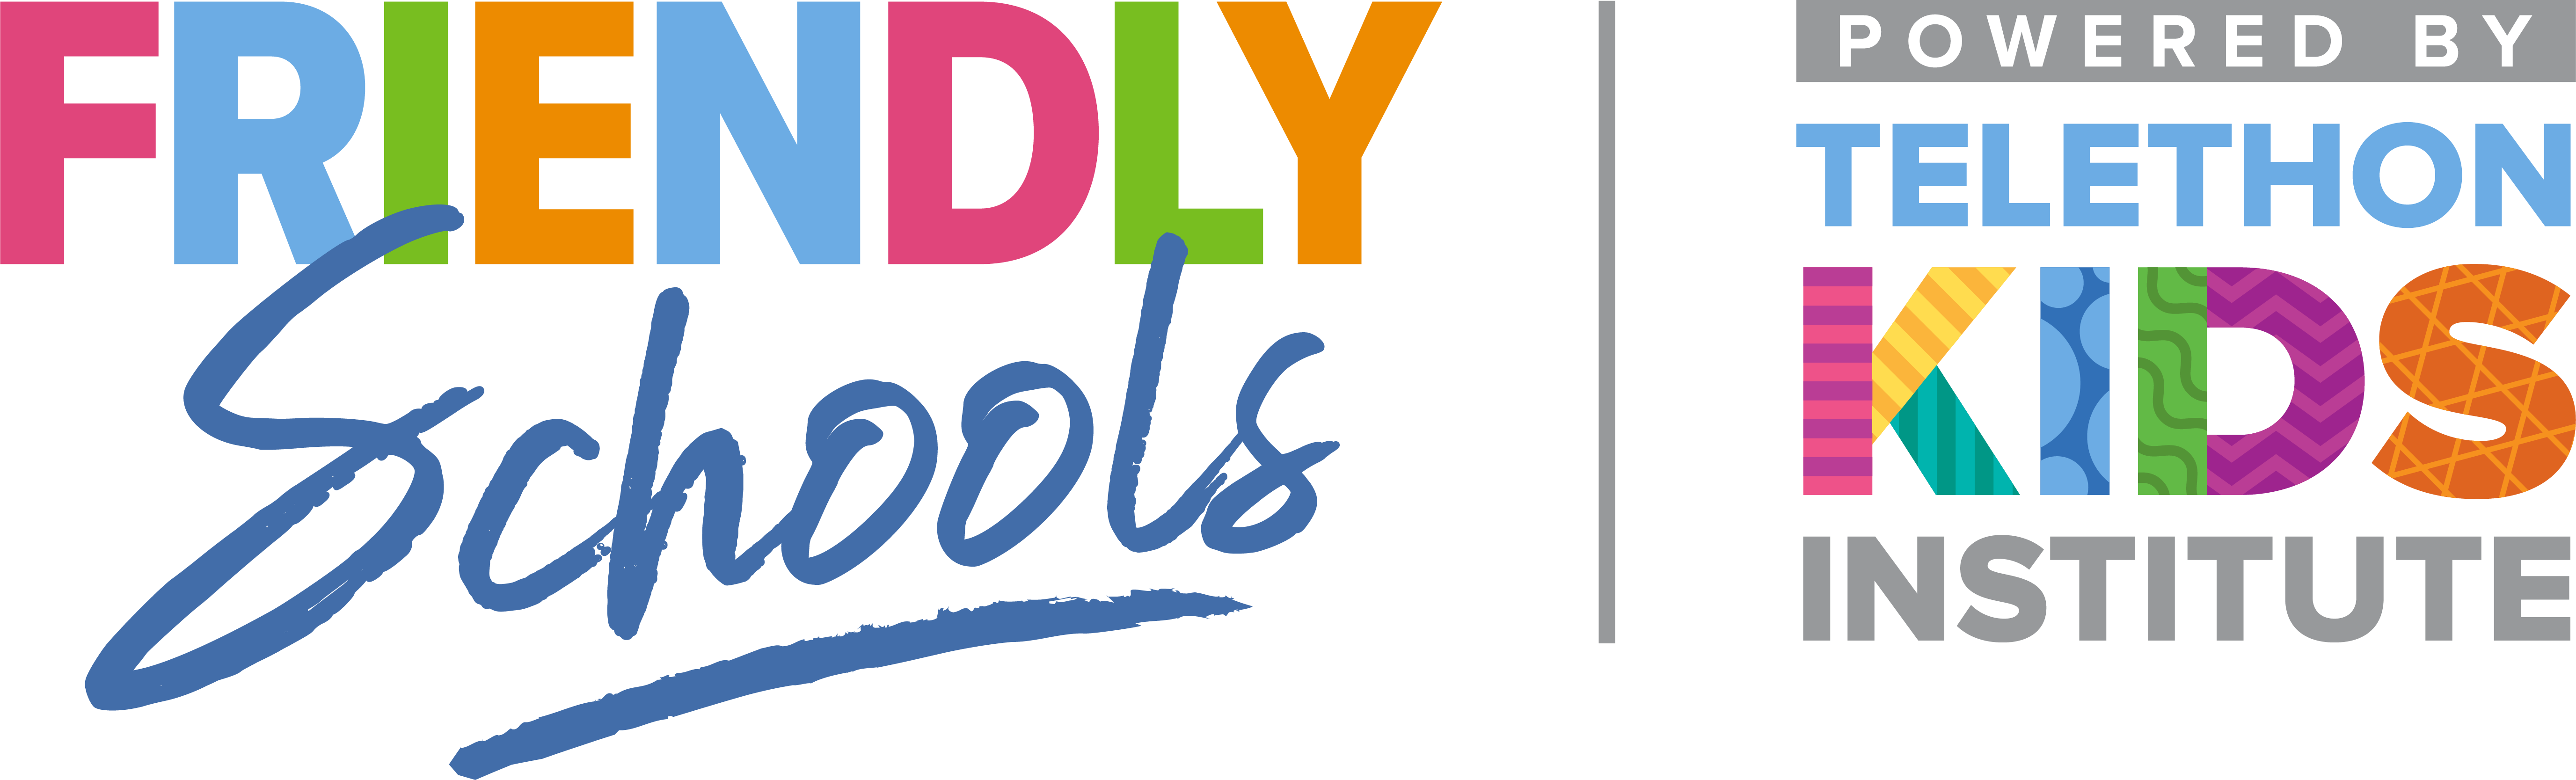 FRIENDLY
Schools
POWERED BY
TELETHON
KIDS
INSTITUTE